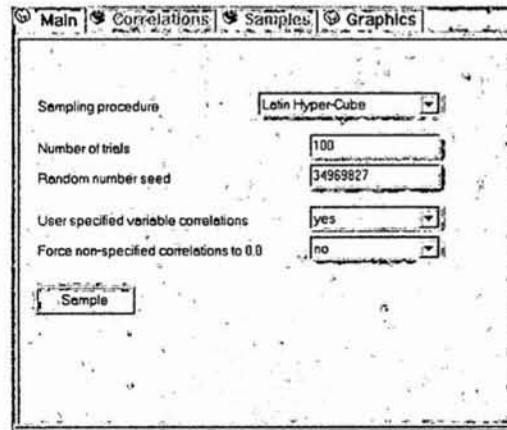 Main Correlations Samples Graphics
Sampling procedure Latin Hyper-Cube
Number of trials 100
Random number seed 34969827
User specified variable correlations yes
Force non-specified correlations to 0.0 no
Sample